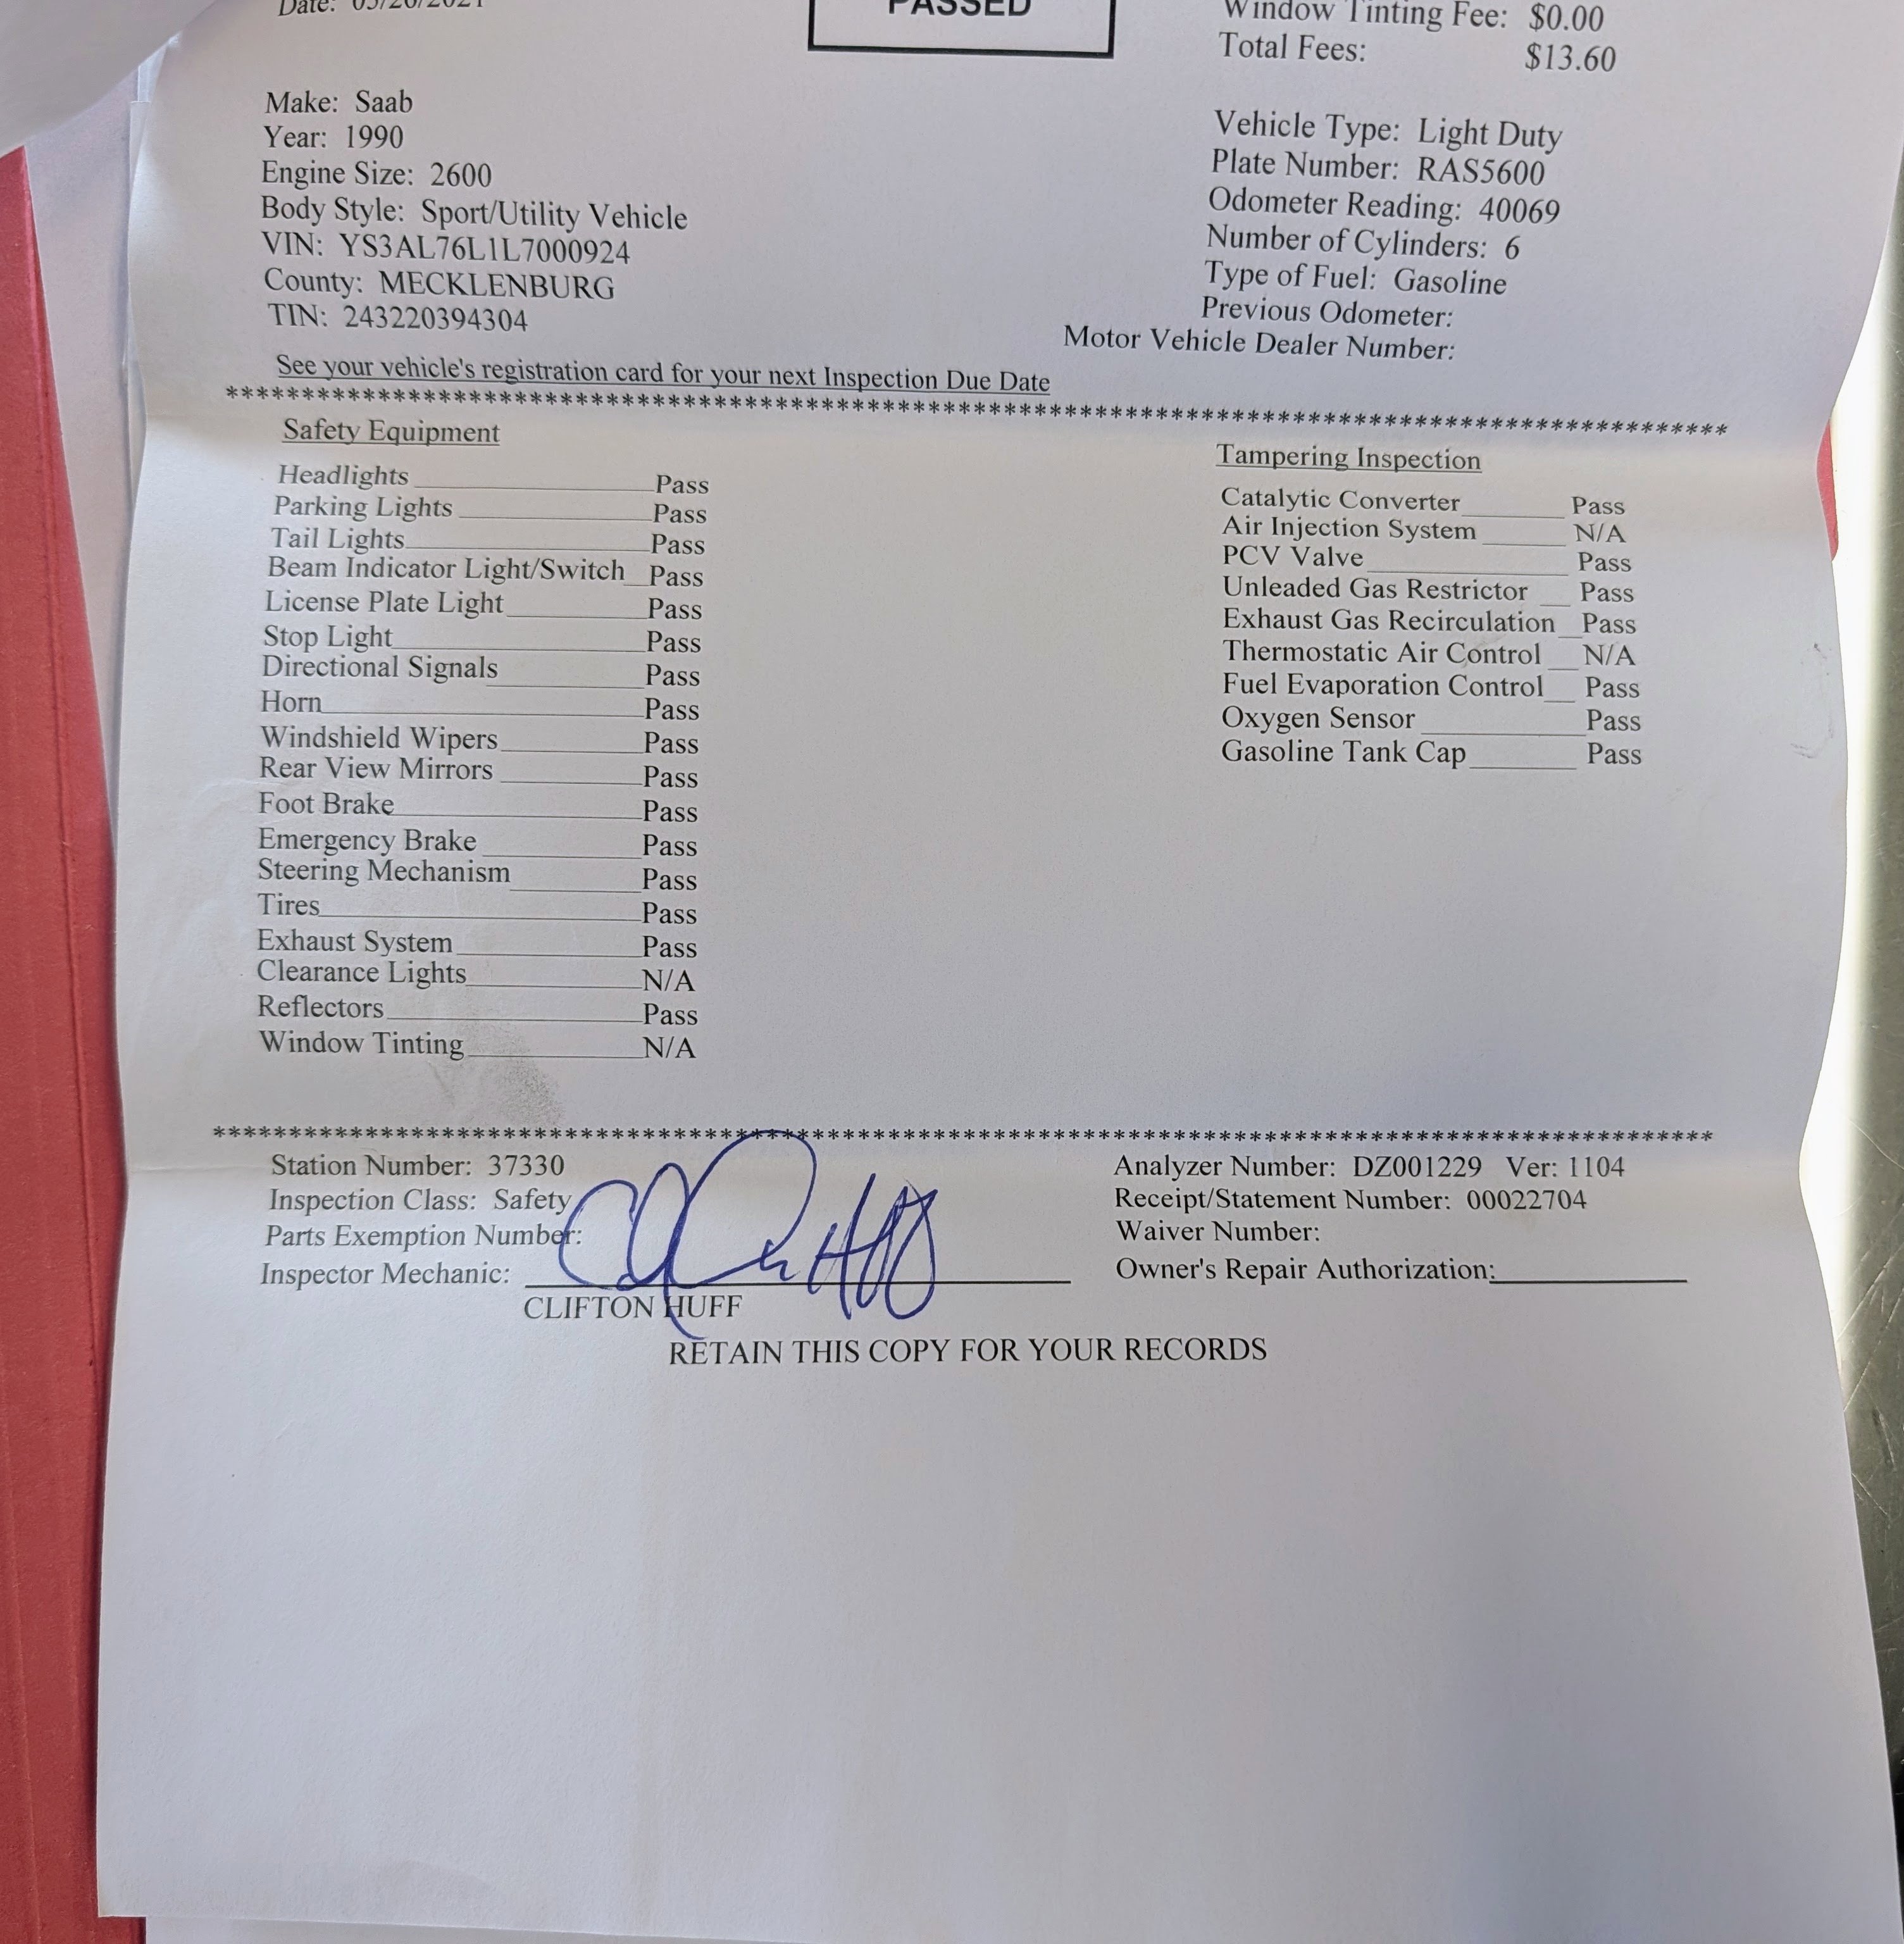 Date: 05/20/2021
PASSED
Window Tinting Fee: $0.00
Total Fees: $13.60
Make: Saab
Year: 1990
Engine Size: 2600
Body Style: Sport/Utility Vehicle
VIN: YS3AL76L1L7000924
County: MECKLENBURG
TIN: 243220394304
Vehicle Type: Light Duty
Plate Number: RAS5600
Odometer Reading: 40069
Number of Cylinders: 6
Type of Fuel: Gasoline
Previous Odometer:
Motor Vehicle Dealer Number:
See your vehicle's registration card for your next Inspection Due Date
Safety Equipment
Headlights Pass
Parking Lights Pass
Tail Lights Pass
Beam Indicator Light/Switch Pass
License Plate Light Pass
Stop Light Pass
Directional Signals Pass
Horn Pass
Windshield Wipers Pass
Rear View Mirrors Pass
Foot Brake Pass
Emergency Brake Pass
Steering Mechanism Pass
Tires Pass
Exhaust System Pass
Clearance Lights N/A
Reflectors Pass
Window Tinting N/A
Tampering Inspection
Catalytic Converter Pass
Air Injection System N/A
PCV Valve Pass
Unleaded Gas Restrictor Pass
Exhaust Gas Recirculation Pass
Thermostatic Air Control N/A
Fuel Evaporation Control Pass
Oxygen Sensor Pass
Gasoline Tank Cap Pass
Station Number: 37330
Inspection Class: Safety
Parts Exemption Number:
Inspector Mechanic:
CLIFTON HUFF
Analyzer Number: DZ001229 Ver: 1104
Receipt/Statement Number: 00022704
Waiver Number:
Owner's Repair Authorization:
RETAIN THIS COPY FOR YOUR RECORDS